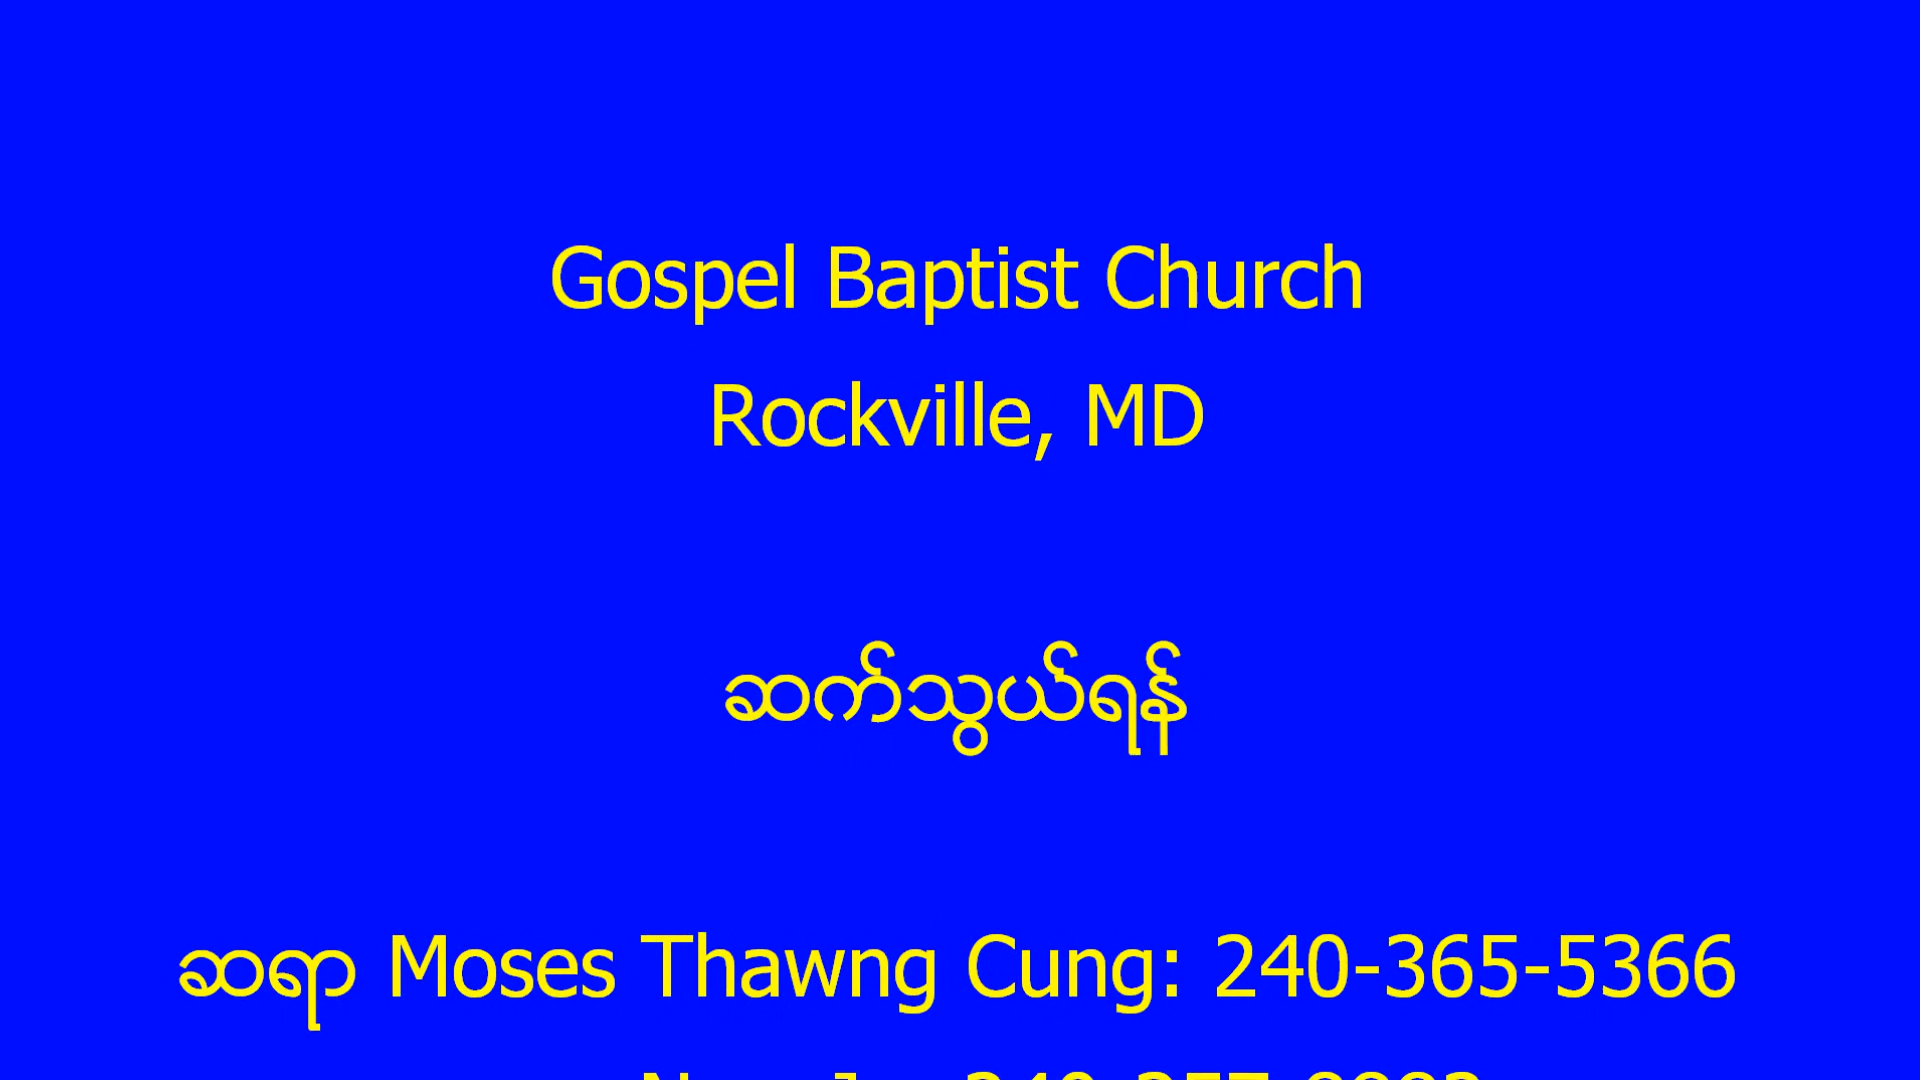 Gospel Baptist Church
Rockville, MD
ဆက်သွယ်ရန်
ဆရာ Moses Thawng Cung: 240-365-5366